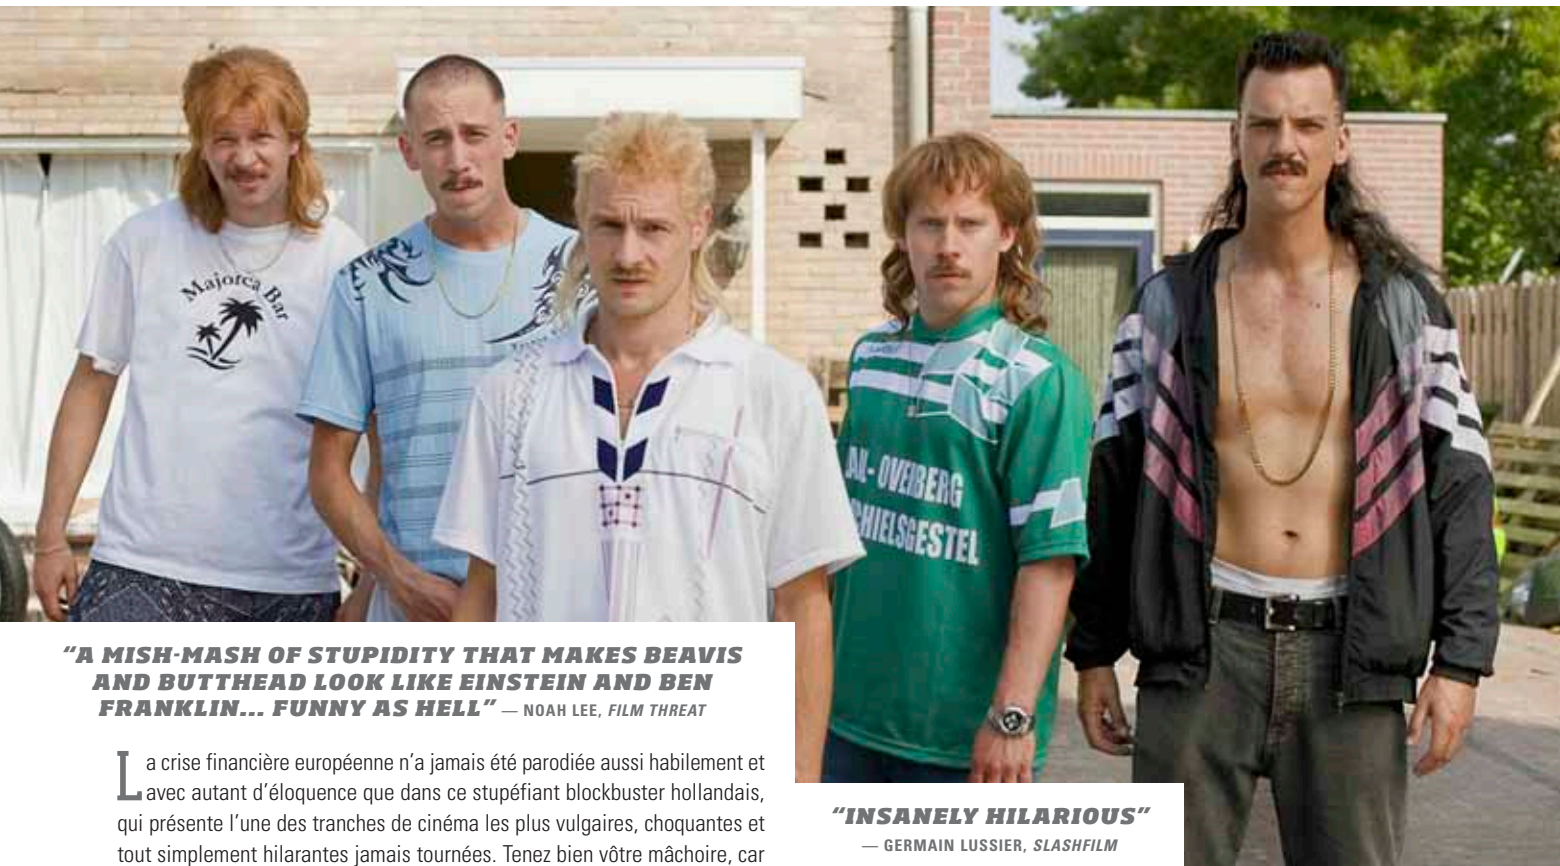 Majorca Bar
OVERBERG
“A MISH-MASH OF STUPIDITY THAT MAKES BEAVIS
AND BUTTHEAD LOOK LIKE EINSTEIN AND BEN
FRANKLIN... FUNNY AS HELL” — NOAH LEE, FILM THREAT
La crise financière européenne n’a jamais été parodiée aussi habilement et
avec autant d’éloquence que dans ce stupéfiant blockbuster hollandais,
qui présente l’une des tranches de cinéma les plus vulgaires, choquantes et
tout simplement hilarantes jamais tournées. Tenez bien vôtre mâchoire, car
“INSANELY HILARIOUS”
— GERMAIN LUSSIER, SLASHFILM